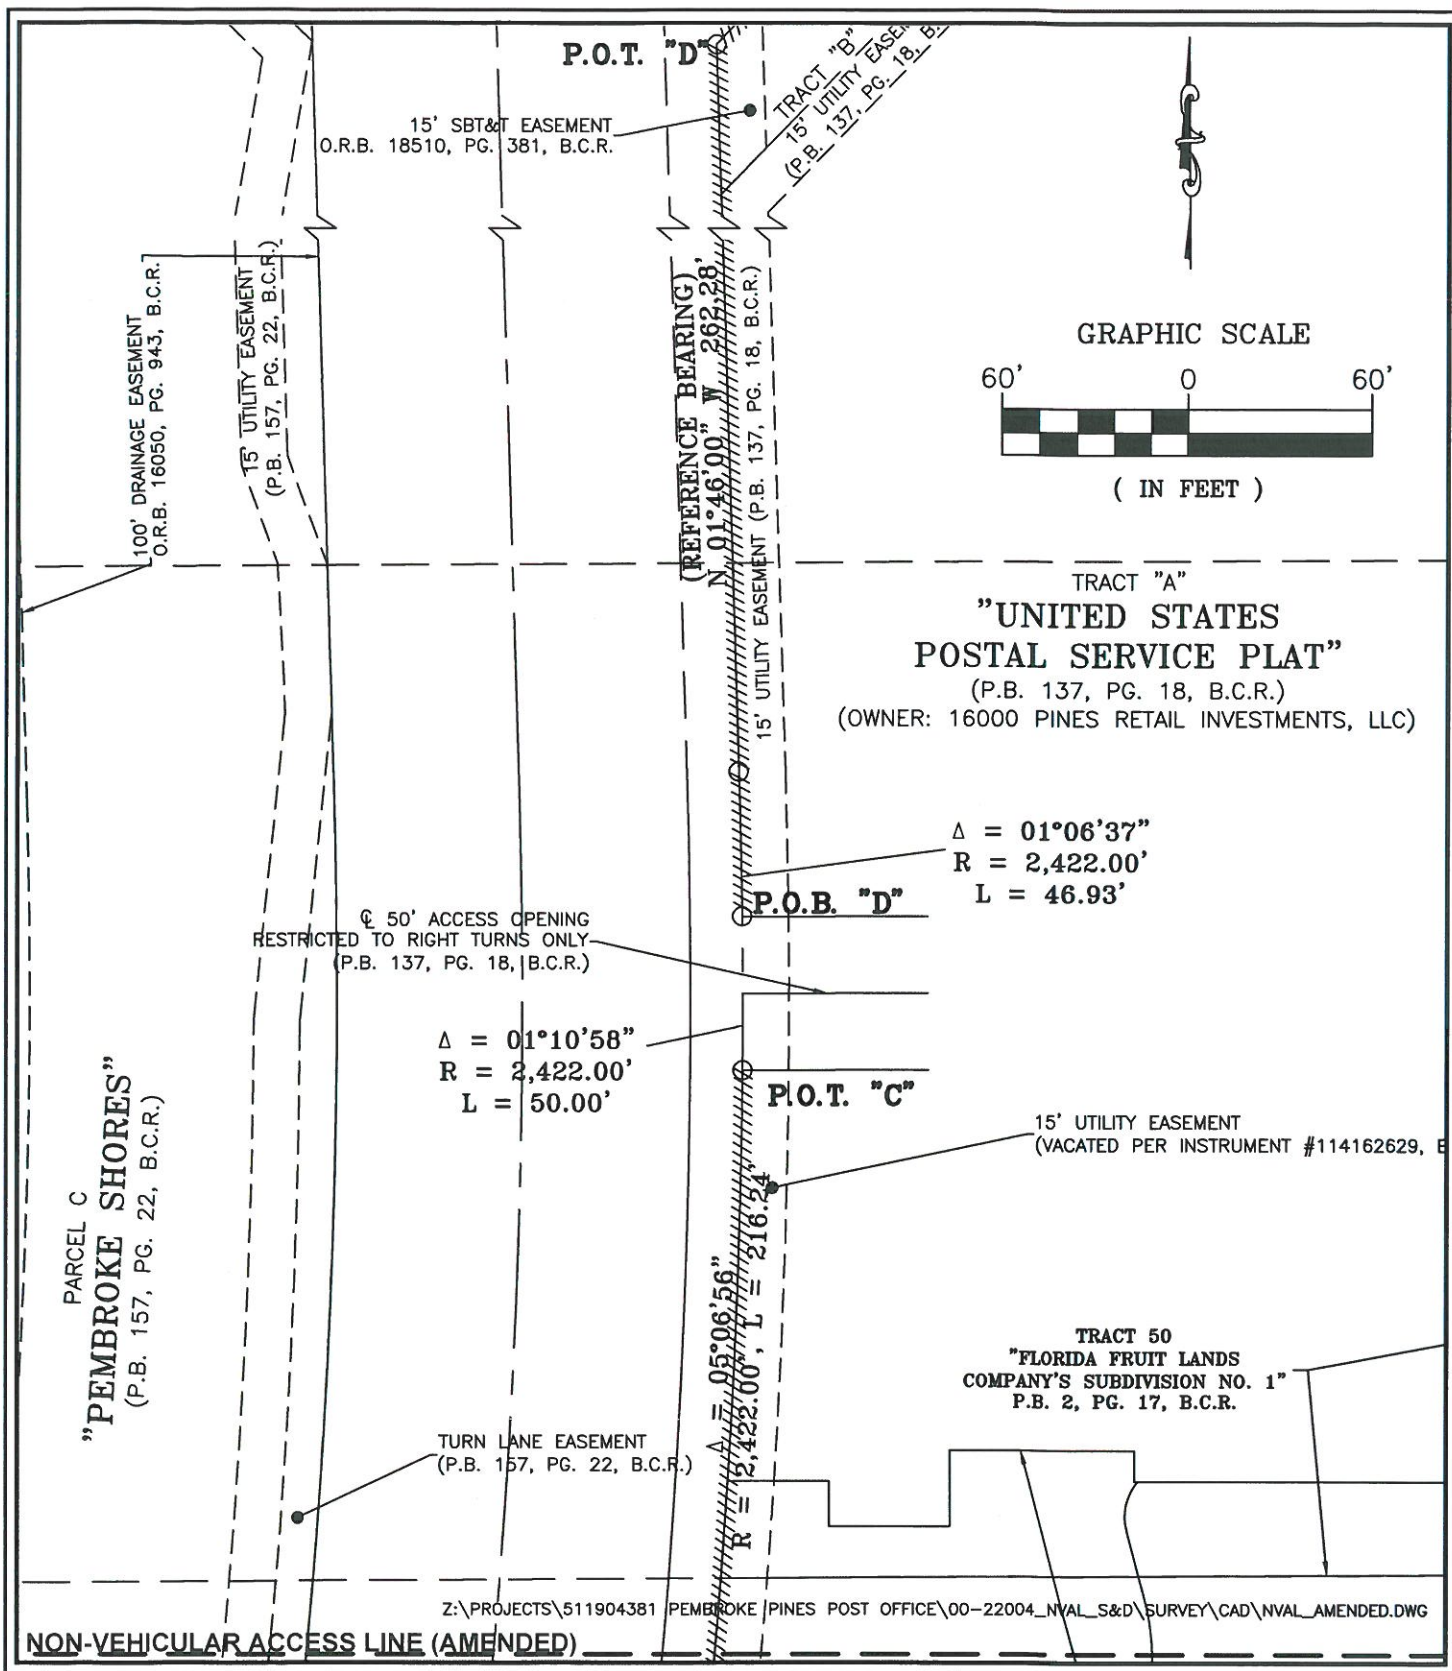 P.O.T. "D"
TRACT "B"
15' UTILITY
(P.B. 137, PG. 18,
15' SBT&T EASEMENT
O.R.B. 18510, PG. 381, B.C.R.
100' DRAINAGE EASEMENT
O.R.B. 16050, PG. 943, B.C.R.
15' UTILITY EASEMENT
(P.B. 157, PG. 22, B.C.R.)
(REFERENCE BEARING)
N 01°46'00" W 262.28'
15' UTILITY EASEMENT (P.B. 137, PG. 18, B.C.R.)
GRAPHIC SCALE
60' 0 60'
( IN FEET )
TRACT "A"
"UNITED STATES
POSTAL SERVICE PLAT"
(P.B. 137, PG. 18, B.C.R.)
(OWNER: 16000 PINES RETAIL INVESTMENTS, LLC)
Δ = 01°06'37"
R = 2,422.00'
L = 46.93'
P.O.B. "D"
℄ 50' ACCESS OPENING
RESTRICTED TO RIGHT TURNS ONLY
(P.B. 137, PG. 18, B.C.R.)
Δ = 01°10'58"
R = 2,422.00'
L = 50.00'
P.O.T. "C"
15' UTILITY EASEMENT
(VACATED PER INSTRUMENT #114162629,
PARCEL C
"PEMBROKE SHORES"
(P.B. 157, PG. 22, B.C.R.)
Δ = 05°06'56"
R = 2,422.00', L = 216.24'
TRACT 50
"FLORIDA FRUIT LANDS
COMPANY'S SUBDIVISION NO. 1"
P.B. 2, PG. 17, B.C.R.
TURN LANE EASEMENT
(P.B. 157, PG. 22, B.C.R.)
Z:\PROJECTS\511904381 PEMBROKE PINES POST OFFICE\00-22004_NVAL_S&D\SURVEY\CAD\NVAL_AMENDED.DWG
NON-VEHICULAR ACCESS LINE (AMENDED)